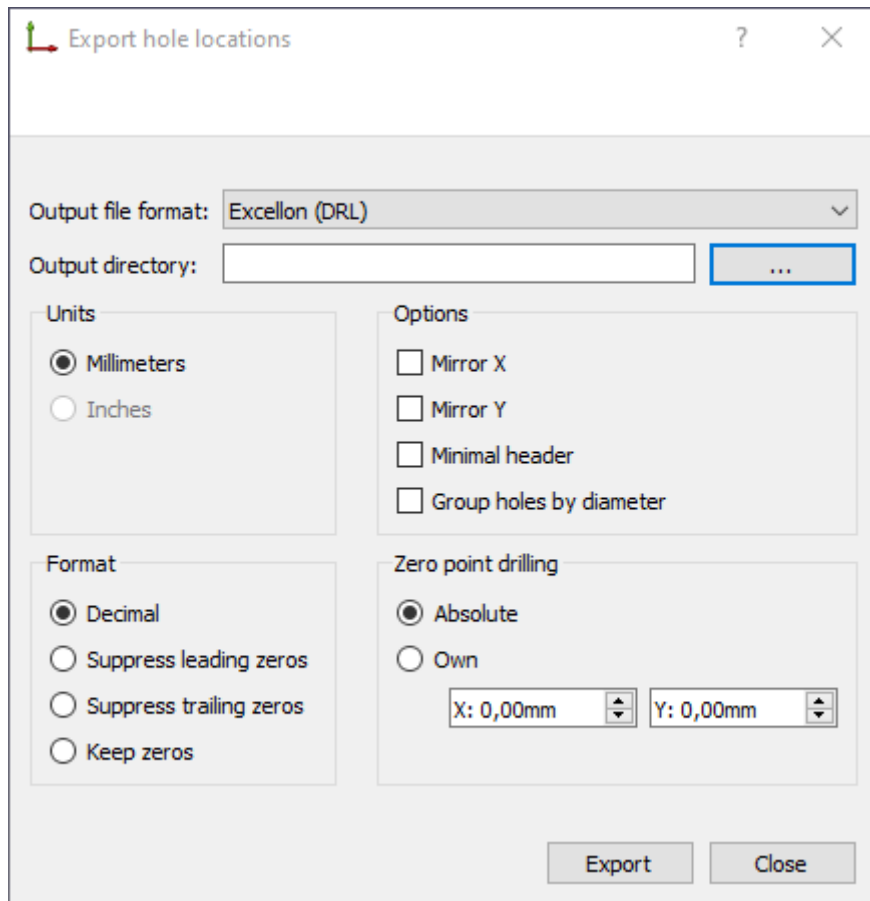 Export hole locations
?
Output file format: Excellon (DRL)
Output directory: ...
Units
Millimeters
Inches
Options
Mirror X
Mirror Y
Minimal header
Group holes by diameter
Format
Decimal
Suppress leading zeros
Suppress trailing zeros
Keep zeros
Zero point drilling
Absolute
Own
X: 0,00mm Y: 0,00mm
Export Close